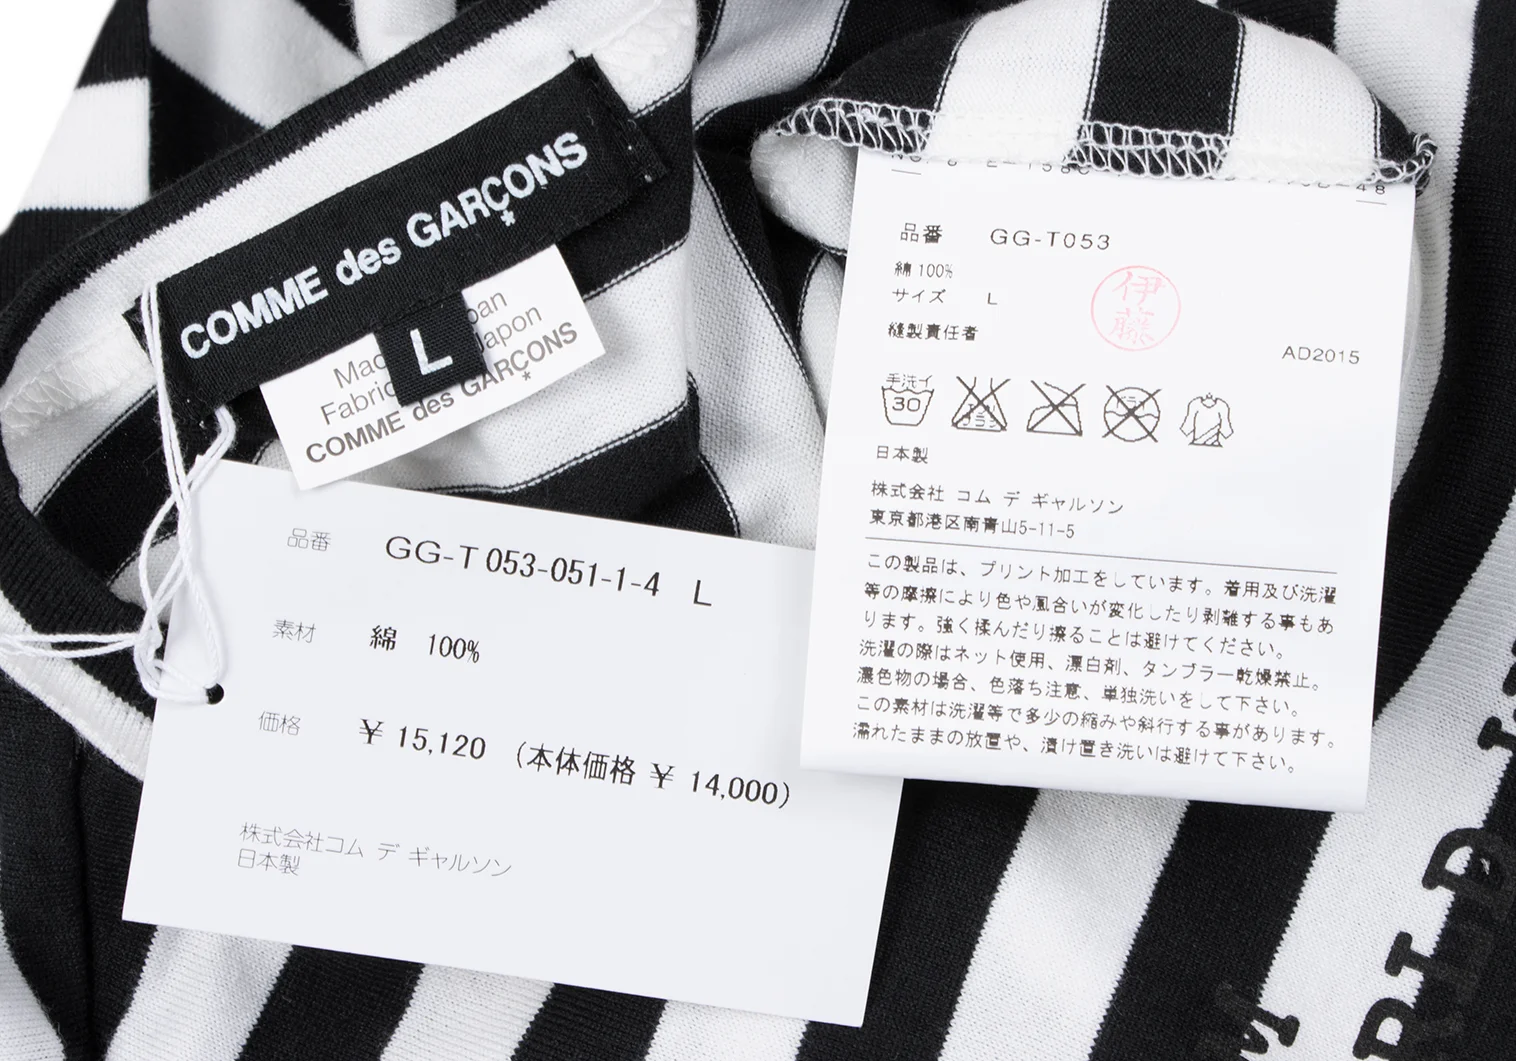 COMME des GARÇONS
*
L
Japan
Japon
COMME des GARÇONS
*
品番 GG-T 053-051-1-4 L
素材 綿 100%
価格 ¥ 15,120 (本体価格 ¥ 14,000)
株式会社コム デ ギャルソン
日本製
品番 GG-T053
綿 100%
サイズ L
縫製責任者
伊藤
AD2015
手洗イ
30
日本製
株式会社 コム デ ギャルソン
東京都港区南青山5-11-5
この製品は、プリント加工をしています。着用及び洗濯
等の摩擦により色や風合いが変化したり剥離する事もあ
ります。強く揉んだり擦ることは避けてください。
洗濯の際はネット使用、漂白剤、タンブラー乾燥禁止。
濃色物の場合、色落ち注意、単独洗いをして下さい。
この素材は洗濯等で多少の縮みや斜行する事があります。
濡れたままの放置や、漬け置き洗いは避けて下さい。